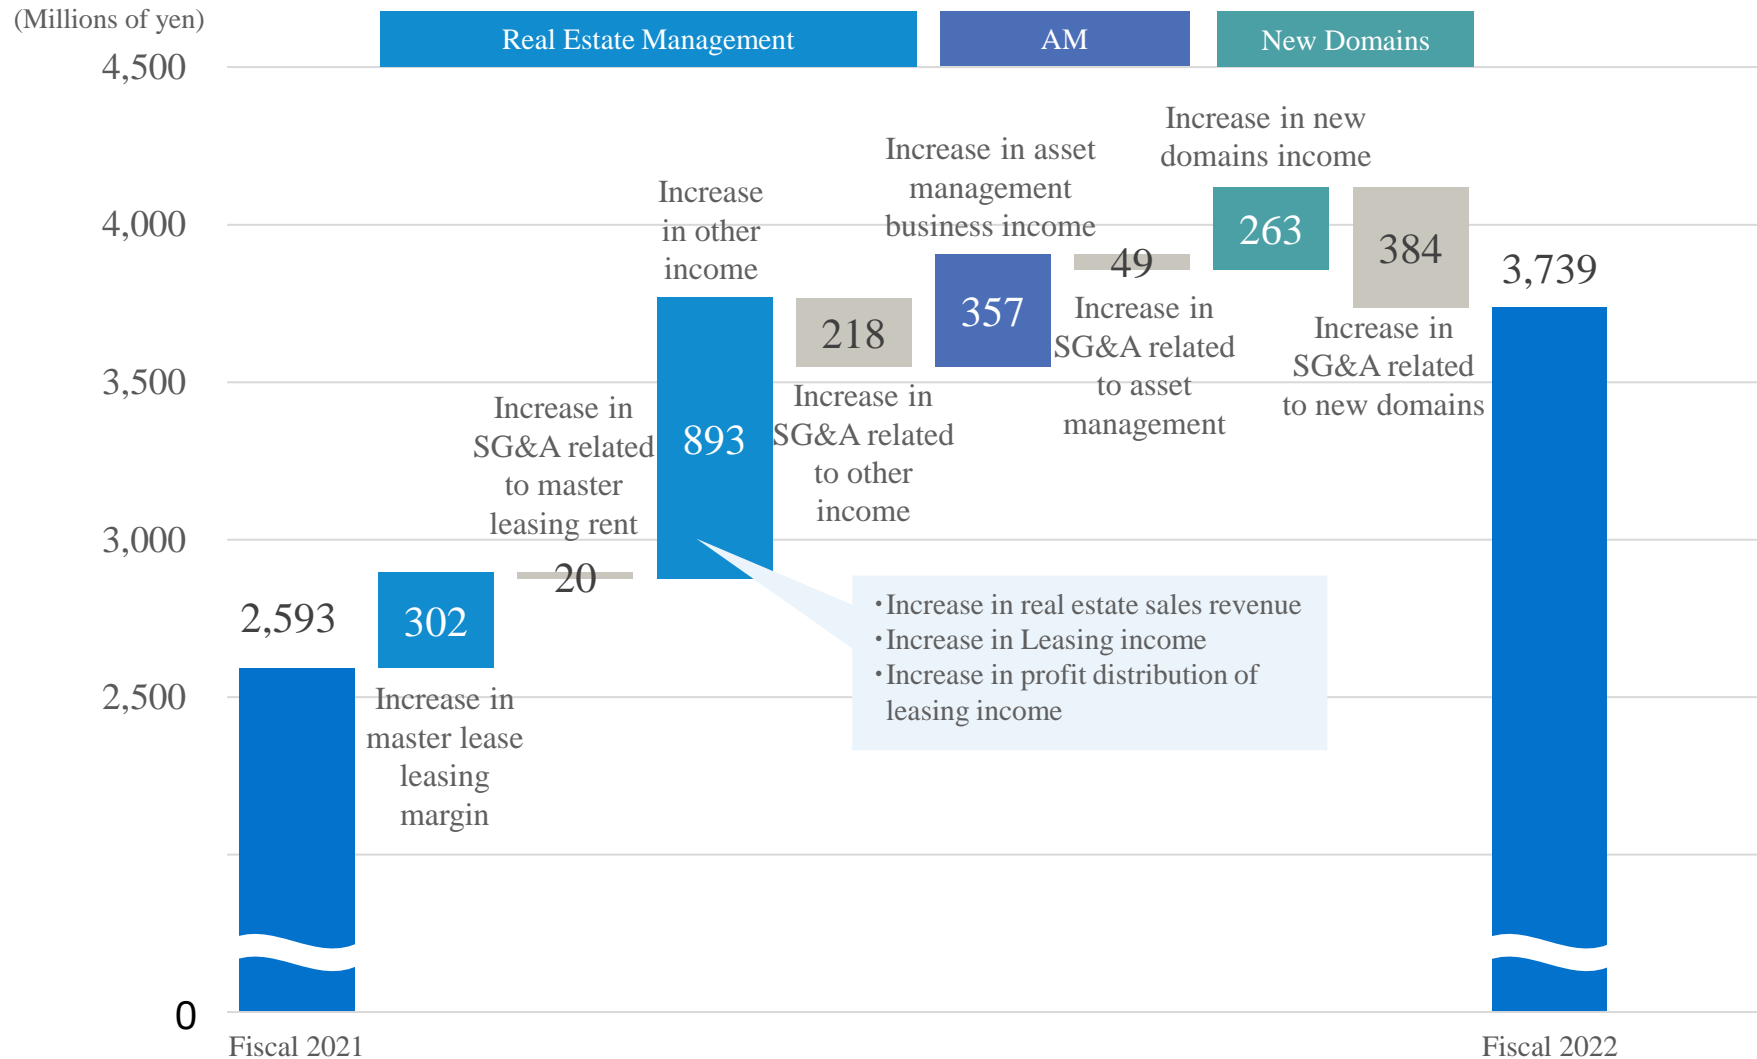 (Millions of yen)
Real Estate Management
AM
New Domains
4,500
4,000
3,500
3,000
2,500
0
2,593
Fiscal 2021
302
Increase in
master lease
leasing
margin
Increase in
SG&A related
to master
leasing rent
20
Increase
in other
income
893
218
Increase in
SG&A related
to other
income
Increase in asset
management
business income
357
49
Increase in
SG&A related
to asset
management
Increase in new
domains income
263
384
Increase in
SG&A related
to new domains
3,739
Fiscal 2022
・Increase in real estate sales revenue
・Increase in Leasing income
・Increase in profit distribution of
leasing income